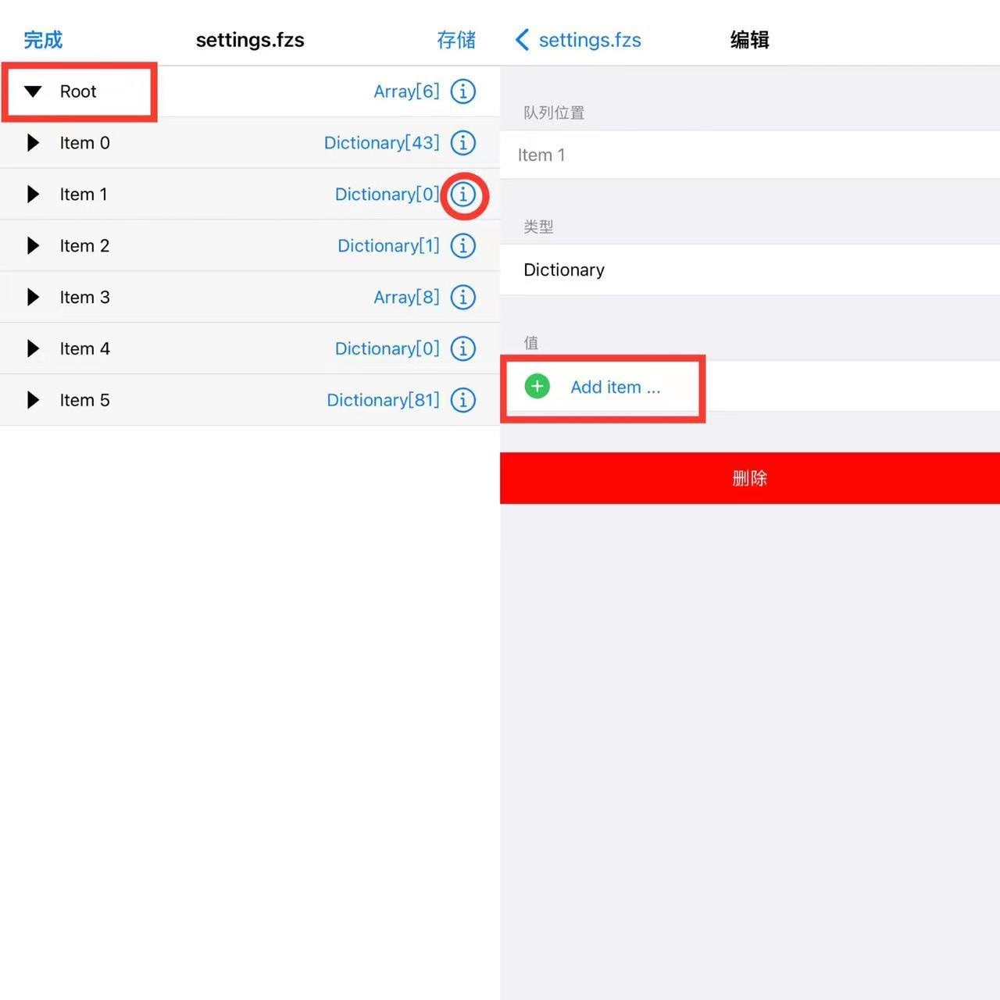 完成
settings.fzs
存储
Root
Array[6]
Item 0
Dictionary[43]
Item 1
Dictionary[0]
Item 2
Dictionary[1]
Item 3
Array[8]
Item 4
Dictionary[0]
Item 5
Dictionary[81]
settings.fzs
编辑
队列位置
Item 1
类型
Dictionary
值
Add item ...
删除